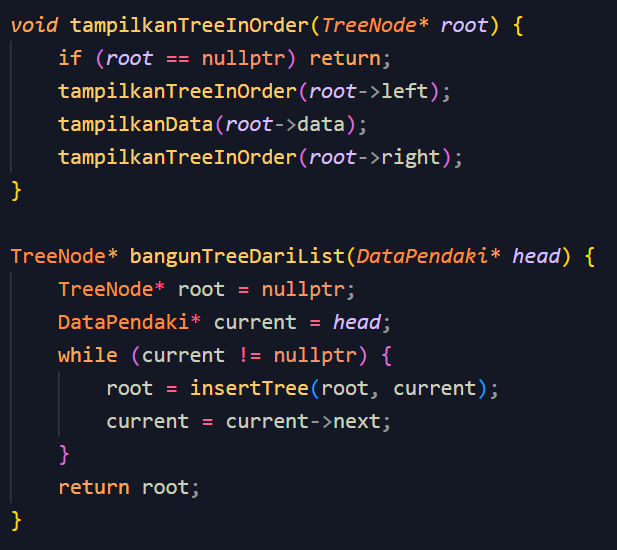 void tampilkanTreeInOrder(TreeNode* root) {
    if (root == nullptr) return;
    tampilkanTreeInOrder(root->left);
    tampilkanData(root->data);
    tampilkanTreeInOrder(root->right);
}

TreeNode* bangunTreeDariList(DataPendaki* head) {
    TreeNode* root = nullptr;
    DataPendaki* current = head;
    while (current != nullptr) {
        root = insertTree(root, current);
        current = current->next;
    }
    return root;
}